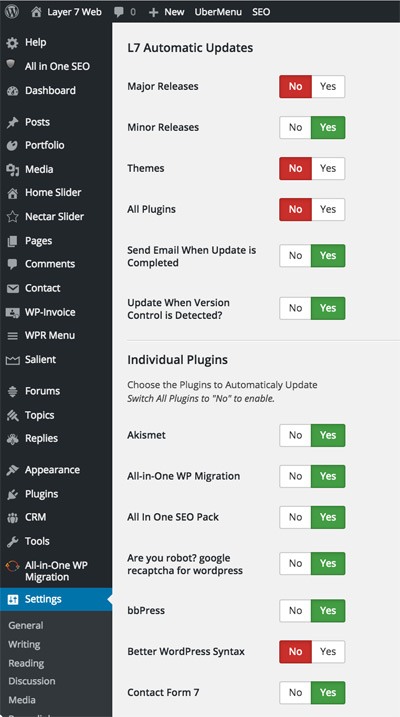 Layer 7 Web 0 New UberMenu SEO
Help
All in One SEO
Dashboard
Posts
Portfolio
Media
Home Slider
Nectar Slider
Pages
Comments
Contact
WP-Invoice
WPR Menu
Salient
Forums
Topics
Replies
Appearance
Plugins
CRM
Tools
All-in-One WP
Migration
Settings
General
Writing
Reading
Discussion
Media
L7 Automatic Updates
Major Releases No Yes
Minor Releases No Yes
Themes No Yes
All Plugins No Yes
Send Email When Update is
Completed No Yes
Update When Version
Control is Detected? No Yes
Individual Plugins
Choose the Plugins to Automaticaly Update
Switch All Plugins to "No" to enable.
Akismet No Yes
All-in-One WP Migration No Yes
All In One SEO Pack No Yes
Are you robot? google
recaptcha for wordpress No Yes
bbPress No Yes
Better WordPress Syntax No Yes
Contact Form 7 No Yes